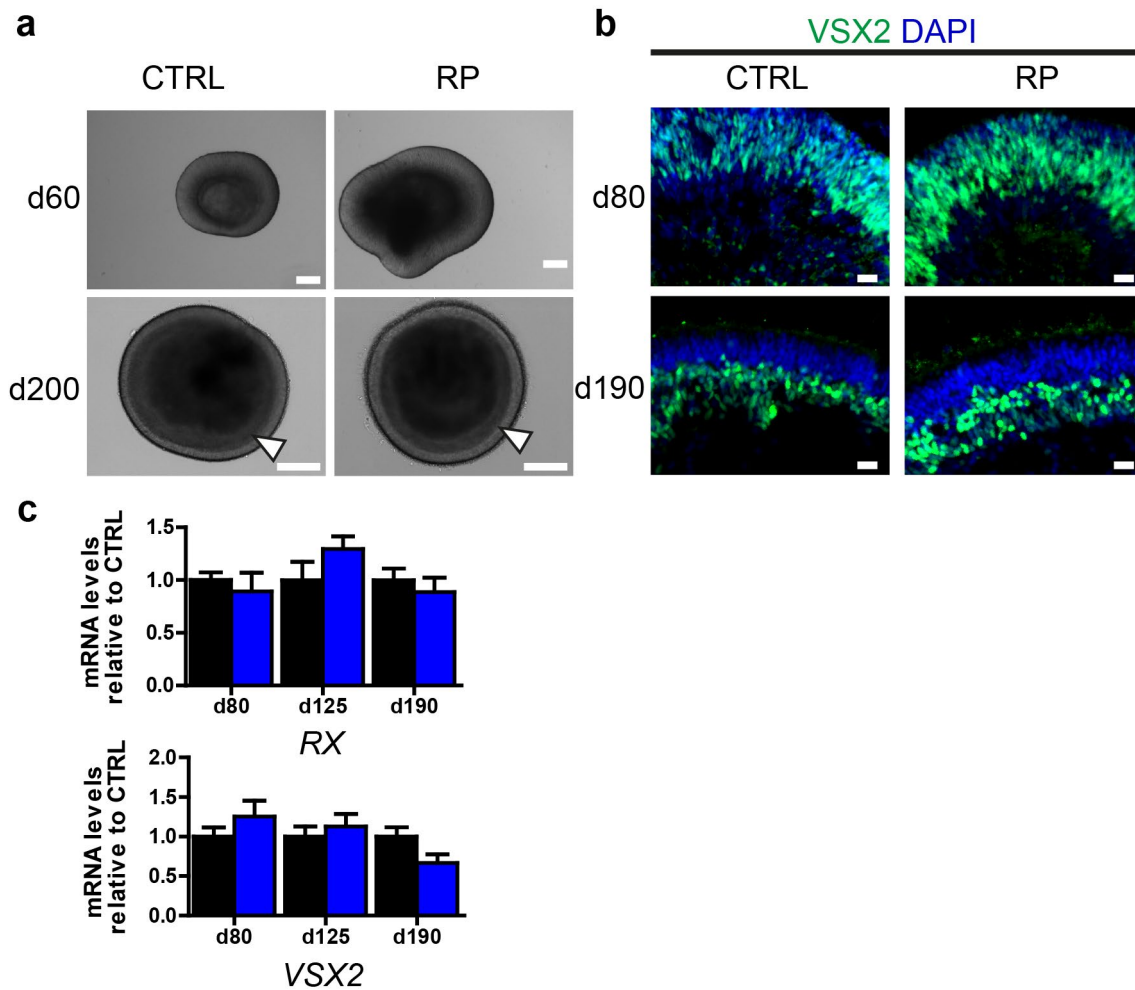 a
CTRL RP
d60
d200
b
VSX2 DAPI
CTRL RP
d80
d190
c
mRNA levels
relative to CTRL
1.5
1.0
0.5
0.0
d80 d125 d190
RX
mRNA levels
relative to CTRL
2.0
1.5
1.0
0.5
0.0
d80 d125 d190
VSX2